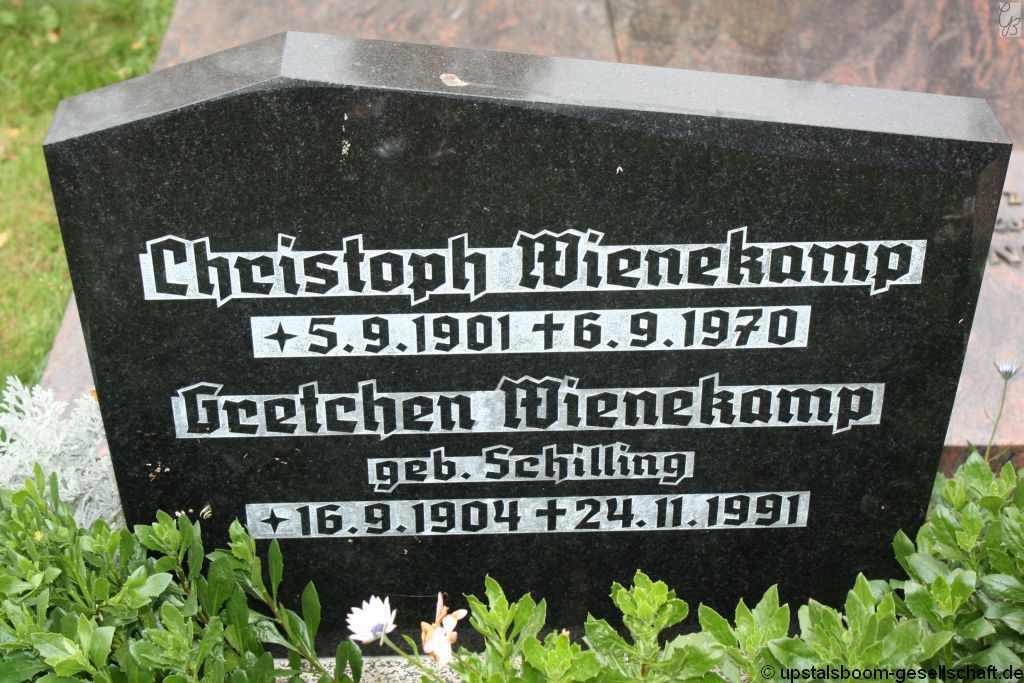 Christoph Wienekamp
✦ 5.9.1901 ✝ 6.9.1970
Gretchen Wienekamp
geb. Schilling
✦ 16.9.1904 ✝ 24.11.1991
© upstalsboom-gesellschaft.de